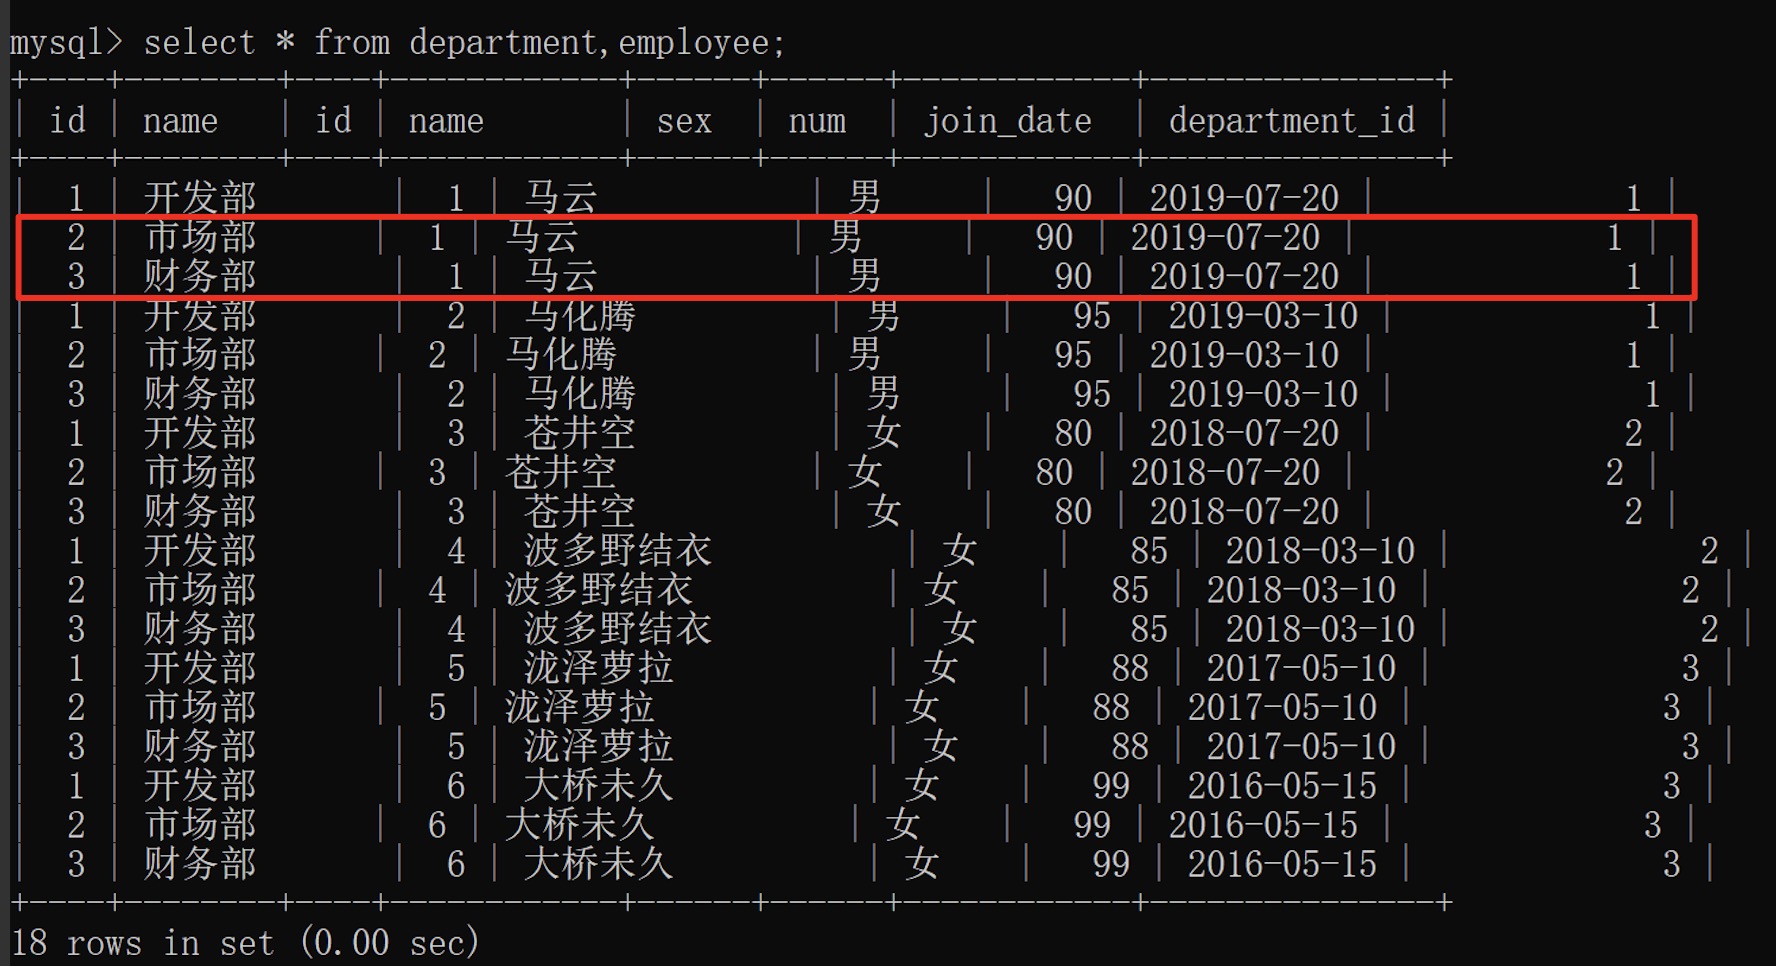 mysql> select * from department,employee;
+----+--------+----+------------+------+------+------------+---------------+
| id | name | id | name | sex | num | join_date | department_id |
+----+--------+----+------------+------+------+------------+---------------+
| 1 | 开发部 | 1 | 马云 | 男 | 90 | 2019-07-20 | 1 |
| 2 | 市场部 | 1 | 马云 | 男 | 90 | 2019-07-20 | 1 |
| 3 | 财务部 | 1 | 马云 | 男 | 90 | 2019-07-20 | 1 |
| 1 | 开发部 | 2 | 马化腾 | 男 | 95 | 2019-03-10 | 1 |
| 2 | 市场部 | 2 | 马化腾 | 男 | 95 | 2019-03-10 | 1 |
| 3 | 财务部 | 2 | 马化腾 | 男 | 95 | 2019-03-10 | 1 |
| 1 | 开发部 | 3 | 苍井空 | 女 | 80 | 2018-07-20 | 2 |
| 2 | 市场部 | 3 | 苍井空 | 女 | 80 | 2018-07-20 | 2 |
| 3 | 财务部 | 3 | 苍井空 | 女 | 80 | 2018-07-20 | 2 |
| 1 | 开发部 | 4 | 波多野结衣 | 女 | 85 | 2018-03-10 | 2 |
| 2 | 市场部 | 4 | 波多野结衣 | 女 | 85 | 2018-03-10 | 2 |
| 3 | 财务部 | 4 | 波多野结衣 | 女 | 85 | 2018-03-10 | 2 |
| 1 | 开发部 | 5 | 泷泽萝拉 | 女 | 88 | 2017-05-10 | 3 |
| 2 | 市场部 | 5 | 泷泽萝拉 | 女 | 88 | 2017-05-10 | 3 |
| 3 | 财务部 | 5 | 泷泽萝拉 | 女 | 88 | 2017-05-10 | 3 |
| 1 | 开发部 | 6 | 大桥未久 | 女 | 99 | 2016-05-15 | 3 |
| 2 | 市场部 | 6 | 大桥未久 | 女 | 99 | 2016-05-15 | 3 |
| 3 | 财务部 | 6 | 大桥未久 | 女 | 99 | 2016-05-15 | 3 |
+----+--------+----+------------+------+------+------------+---------------+
18 rows in set (0.00 sec)